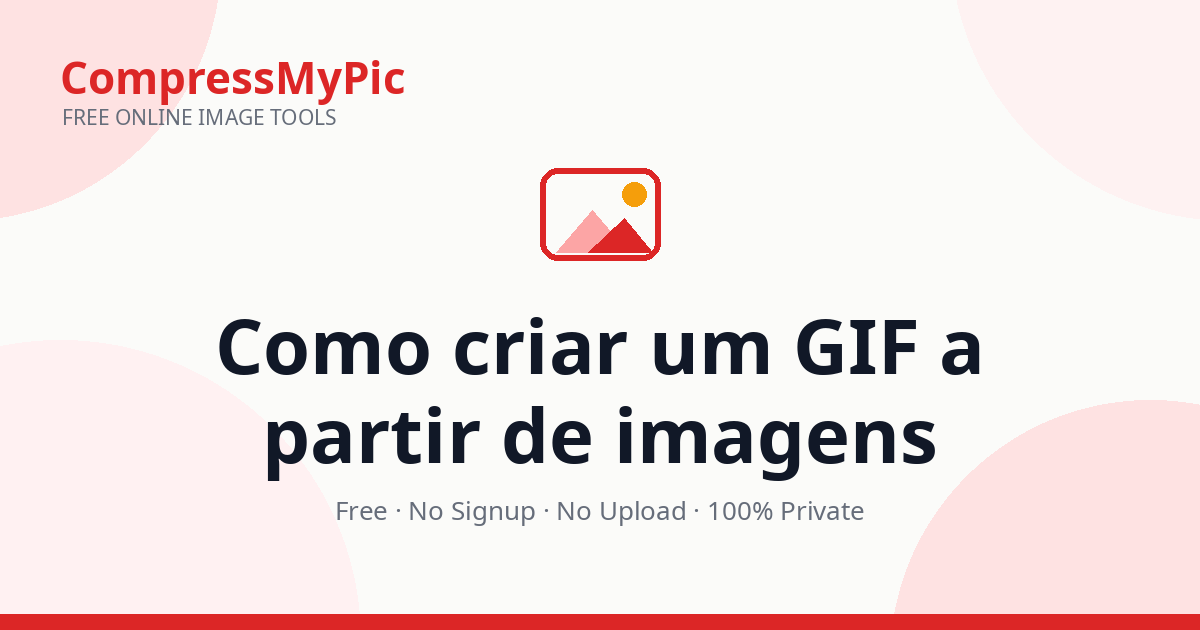 CompressMyPic
FREE ONLINE IMAGE TOOLS
Como criar um GIF a
partir de imagens
Free · No Signup · No Upload · 100% Private